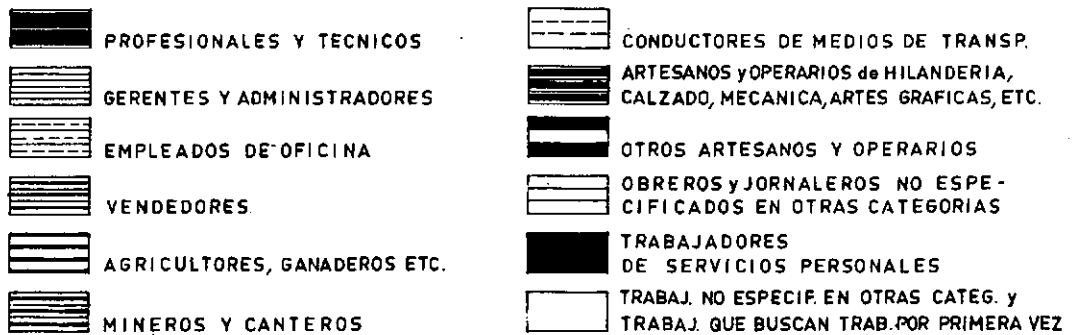 PROFESIONALES Y TECNICOS
GERENTES Y ADMINISTRADORES
EMPLEADOS DE OFICINA
VENDEDORES
AGRICULTORES, GANADEROS ETC.
MINEROS Y CANTEROS
CONDUCTORES DE MEDIOS DE TRANSP.
ARTESANOS y OPERARIOS de HILANDERIA,
CALZADO, MECANICA, ARTES GRAFICAS, ETC.
OTROS ARTESANOS Y OPERARIOS
OBREROS y JORNALEROS NO ESPE-
CIFICADOS EN OTRAS CATEGORIAS
TRABAJADORES
DE SERVICIOS PERSONALES
TRABAJ. NO ESPECIF. EN OTRAS CATEG. y
TRABAJ. QUE BUSCAN TRAB. POR PRIMERA VEZ